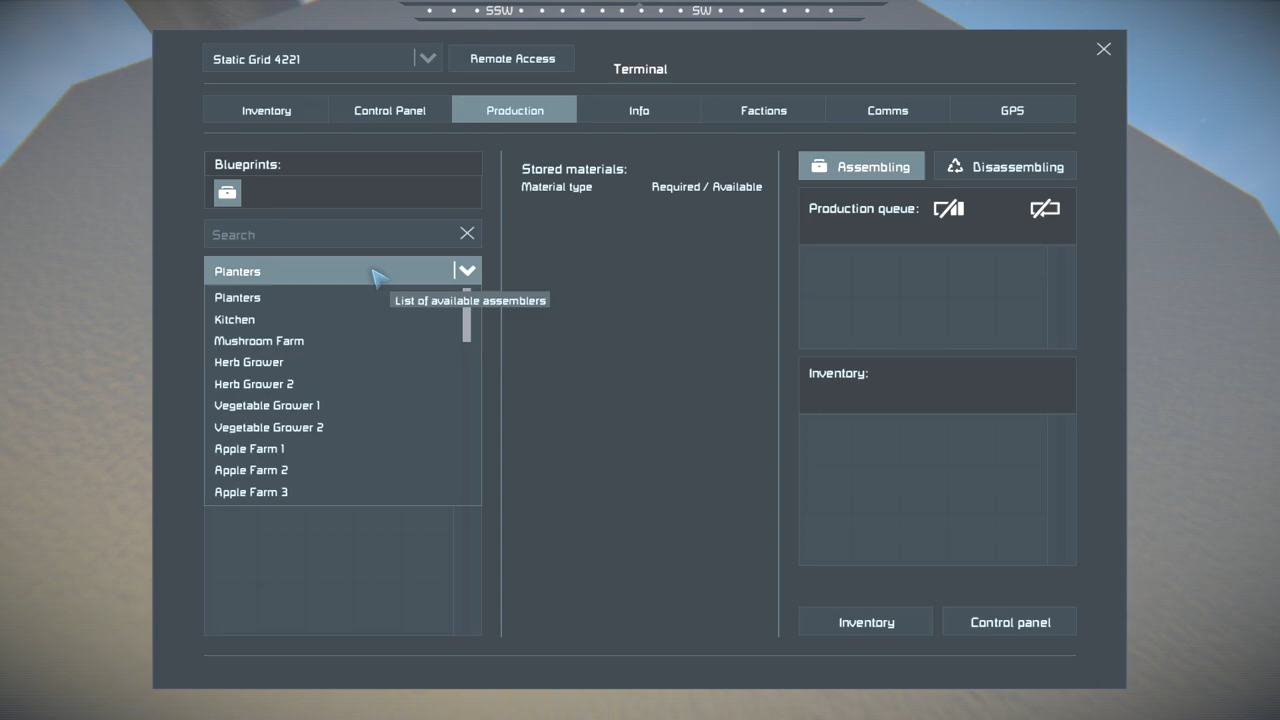 SSW SW
Static Grid 4221
Remote Access
Terminal
Inventory
Control Panel
Production
Info
Factions
Comms
GPS
Blueprints:
Search
Planters
List of available assemblers
Planters
Kitchen
Mushroom Farm
Herb Grower
Herb Grower 2
Vegetable Grower 1
Vegetable Grower 2
Apple Farm 1
Apple Farm 2
Apple Farm 3
Stored materials:
Material type Required / Available
Assembling
Disassembling
Production queue:
Inventory:
Inventory
Control panel